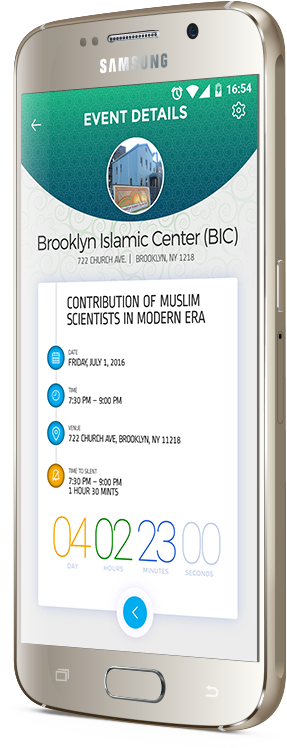 SAMSUNG
16:54
EVENT DETAILS
Brooklyn Islamic Center (BIC)
722 CHURCH AVE. | BROOKLYN, NY 1218
CONTRIBUTION OF MUSLIM
SCIENTISTS IN MODERN ERA
DATE
FRIDAY, JULY 1, 2016
TIME
7:30 PM – 9:00 PM
VENUE
722 CHURCH AVE, BROOKLYN, NY 11218
TIME TO SILENT
7:30 PM – 9:00 PM
1 HOUR 30 MINTS
04 02 23 00
DAY HOURS MINUTES SECONDS